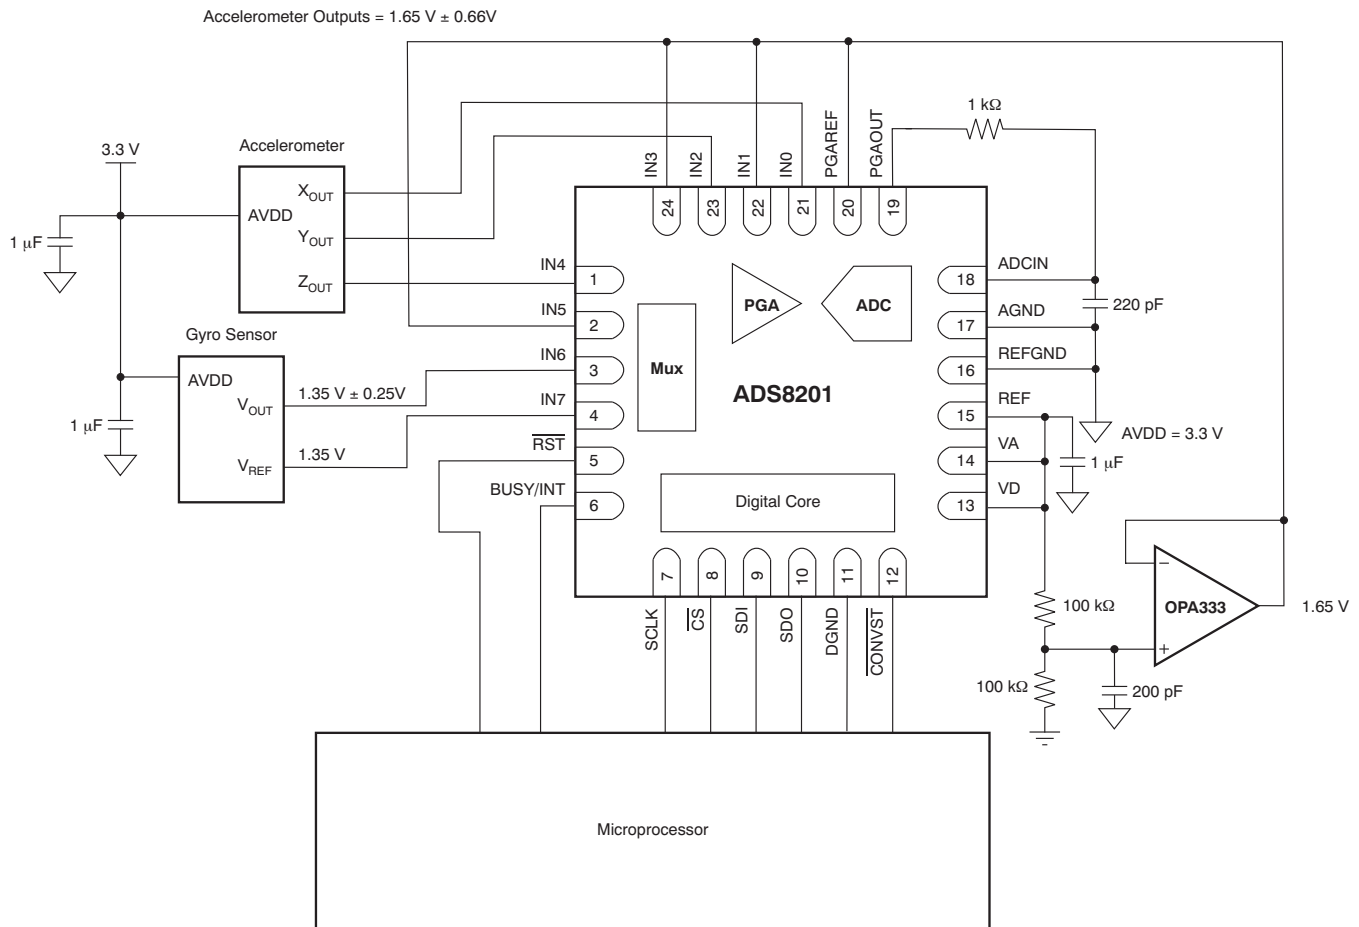 Accelerometer Outputs = 1.65 V ± 0.66V
1 kΩ
3.3 V
Accelerometer
IN3
IN2
IN1
IN0
PGAREF
PGAOUT
24
23
22
21
20
19
XOUT
AVDD
YOUT
ZOUT
1 μF
IN4
1
IN5
2
IN6
3
IN7
4
RST
5
BUSY/INT
6
PGA
ADC
Mux
ADS8201
Digital Core
18
ADCIN
17
AGND
16
REFGND
15
REF
14
VA
13
VD
220 pF
AVDD = 3.3 V
1 μF
Gyro Sensor
AVDD
VOUT
1.35 V ± 0.25V
VREF
1.35 V
1 μF
7
8
9
10
11
12
SCLK
CS
SDI
SDO
DGND
CONVST
100 kΩ
100 kΩ
200 pF
−
OPA333
+
1.65 V
Microprocessor